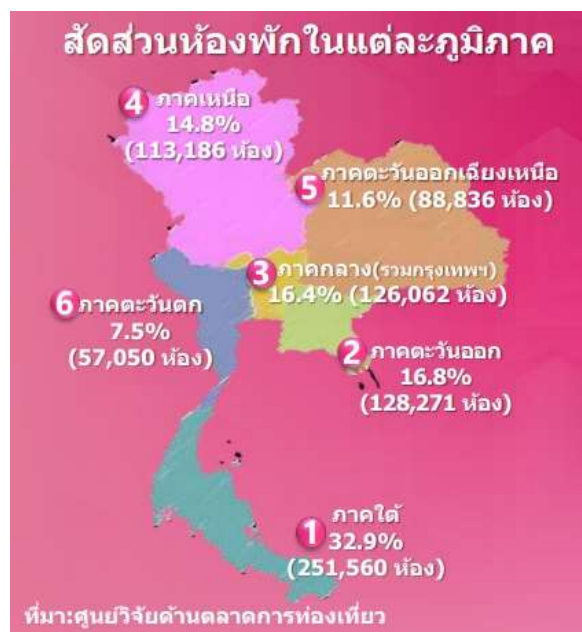 สัดส่วนห้องพักในแต่ละภูมิภาค
4 ภาคเหนือ
14.8%
(113,186 ห้อง)
5 ภาคตะวันออกเฉียงเหนือ
11.6% (88,836 ห้อง)
3 ภาคกลาง(รวมกรุงเทพฯ)
16.4% (126,062 ห้อง)
6 ภาคตะวันตก
7.5%
(57,050 ห้อง)
2 ภาคตะวันออก
16.8%
(128,271 ห้อง)
1 ภาคใต้
32.9%
(251,560 ห้อง)
ที่มา:ศูนย์วิจัยด้านตลาดการท่องเที่ยว